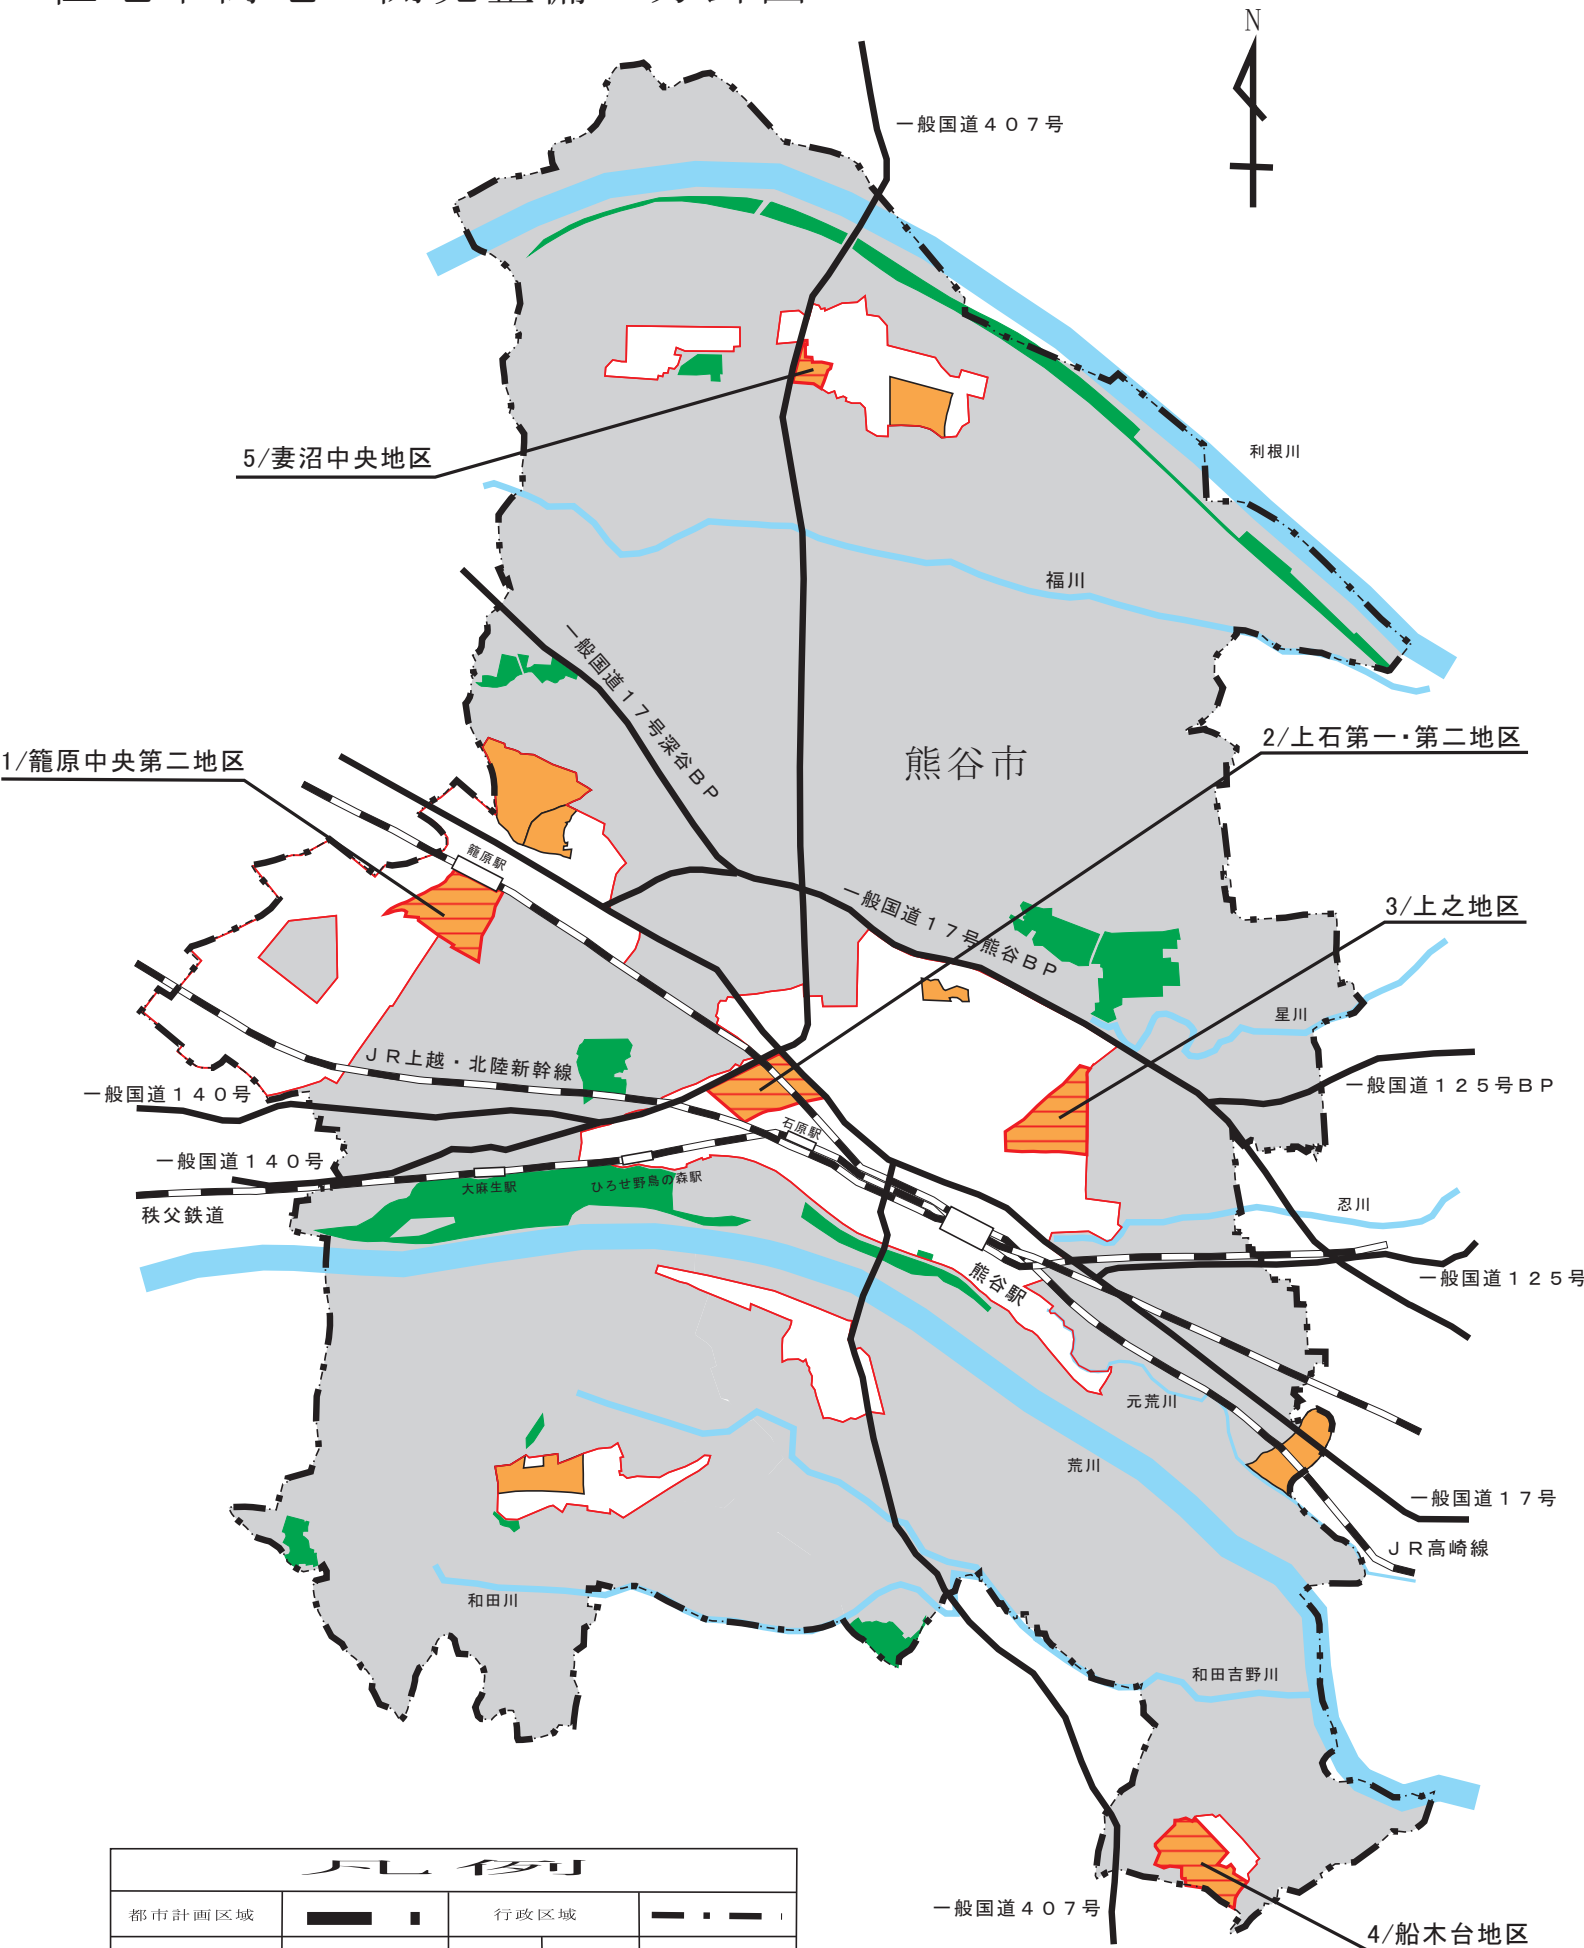 N
一般国道４０７号
利根川
5/妻沼中央地区
福川
一般国道１７号深谷ＢＰ
熊谷市
2/上石第一・第二地区
1/籠原中央第二地区
籠原駅
一般国道１７号熊谷ＢＰ
3/上之地区
星川
ＪＲ上越・北陸新幹線
一般国道１４０号
一般国道１２５号ＢＰ
石原駅
一般国道１４０号
大麻生駅
ひろせ野鳥の森駅
秩父鉄道
忍川
熊谷駅
一般国道１２５号
元荒川
荒川
一般国道１７号
ＪＲ高崎線
和田川
和田吉野川
一般国道４０７号
4/船木台地区
凡例
都市計画区域
行政区域